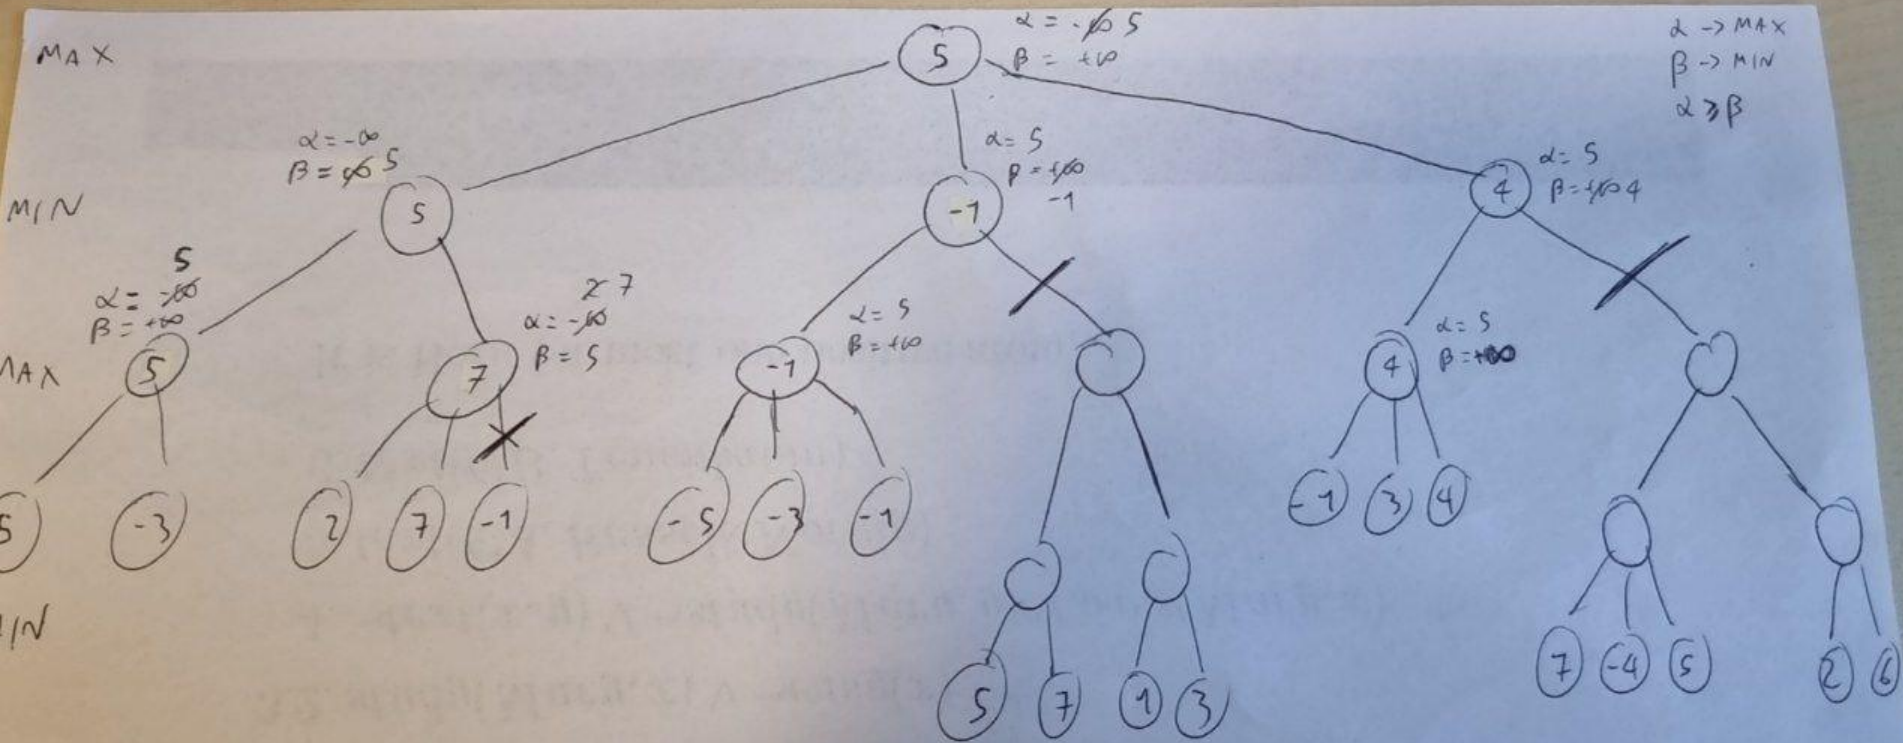 MAX
5
α = -∞ 5
β = +∞
α -> MAX
β -> MIN
α ≥ β
MIN
α = -∞
β = ∞ 5
5
α = 5
β = +∞
-1
-1
4
α = 5
β = +∞ 4
MAX
5
α = -∞
β = +∞
5
2 7
α = -∞
β = 5
7
α = 5
β = +∞
-1
α = 5
β = +∞
4
5
-3
2
7
-1
-5
-3
-1
-1
3
4
MIN
5
7
1
3
7
-4
5
2
6